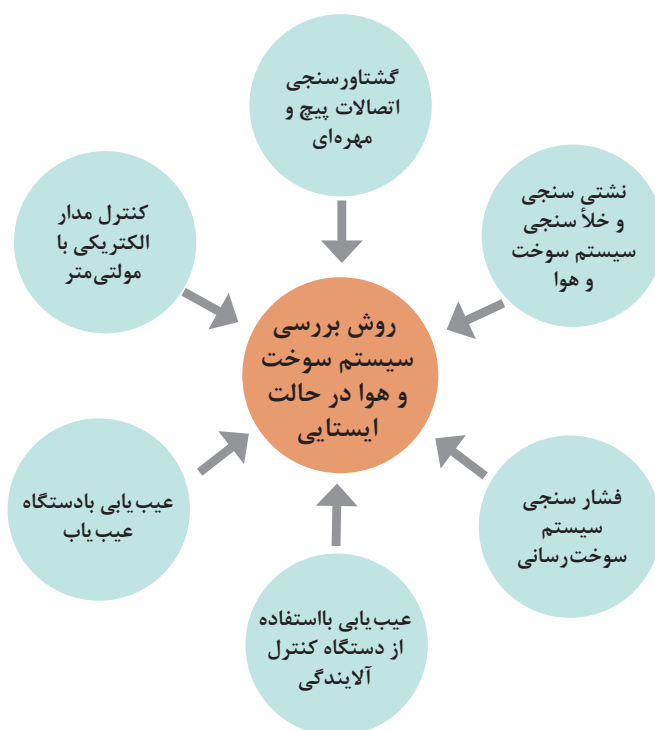 گشتاورسنجی
اتصالات پیچ و
مهره‌ای
نشتی سنجی
و خلأ سنجی
سیستم سوخت
و هوا
کنترل مدار
الکتریکی با
مولتی‌متر
روش بررسی
سیستم سوخت
و هوا در حالت
ایستایی
فشار سنجی
سیستم
سوخت‌رسانی
عیب‌یابی بادستگاه
عیب‌یاب
عیب‌یابی بااستفاده
از دستگاه کنترل
آلایندگی